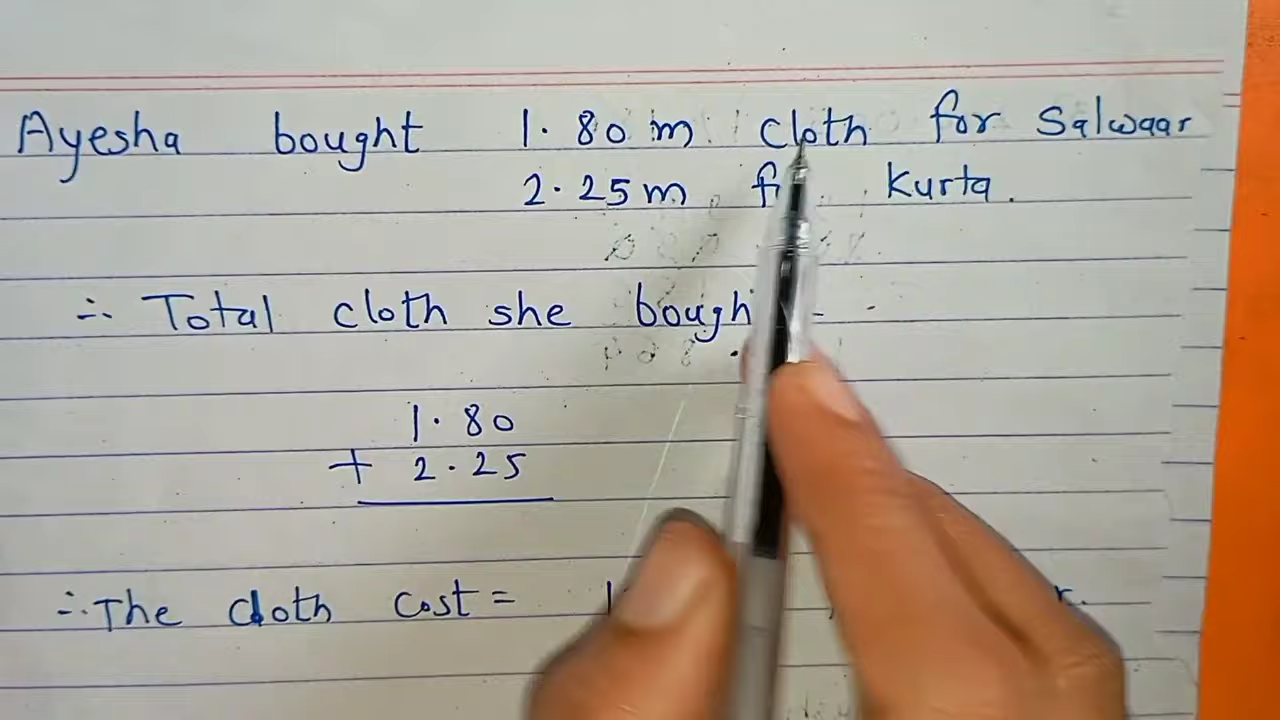 Ayesha bought 1.80 m cloth for Salwaar
2.25 m Kurta.
∴ Total cloth she
1.80
+ 2.25
∴ The cloth cost =